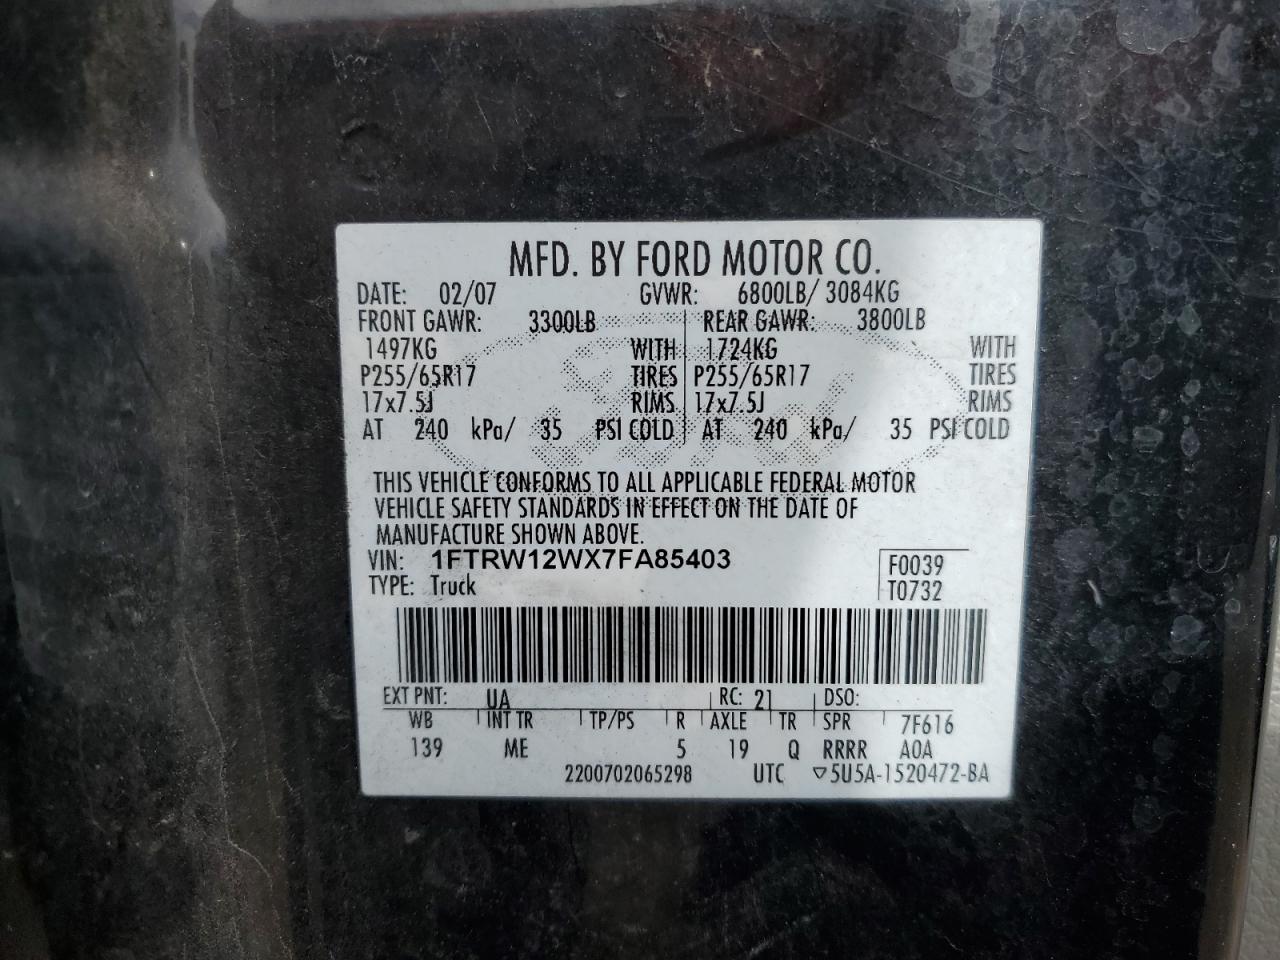 MFD. BY FORD MOTOR CO.
DATE: 02/07 GVWR: 6800LB/ 3084KG
FRONT GAWR: 3300LB REAR GAWR: 3800LB
1497KG WITH 1724KG WITH
P255/65R17 TIRES P255/65R17 TIRES
17x7.5J RIMS 17x7.5J RIMS
AT 240 kPa/ 35 PSI COLD AT 240 kPa/ 35 PSI COLD
THIS VEHICLE CONFORMS TO ALL APPLICABLE FEDERAL MOTOR
VEHICLE SAFETY STANDARDS IN EFFECT ON THE DATE OF
MANUFACTURE SHOWN ABOVE.
VIN: 1FTRW12WX7FA85403 F0039
TYPE: Truck T0732
EXT PNT: UA RC: 21 DSO:
WB INT TR TP/PS R AXLE TR SPR 7F616
139 ME 5 19 Q RRRR A0A
2200702065298 UTC ▽5U5A-1520472-BA